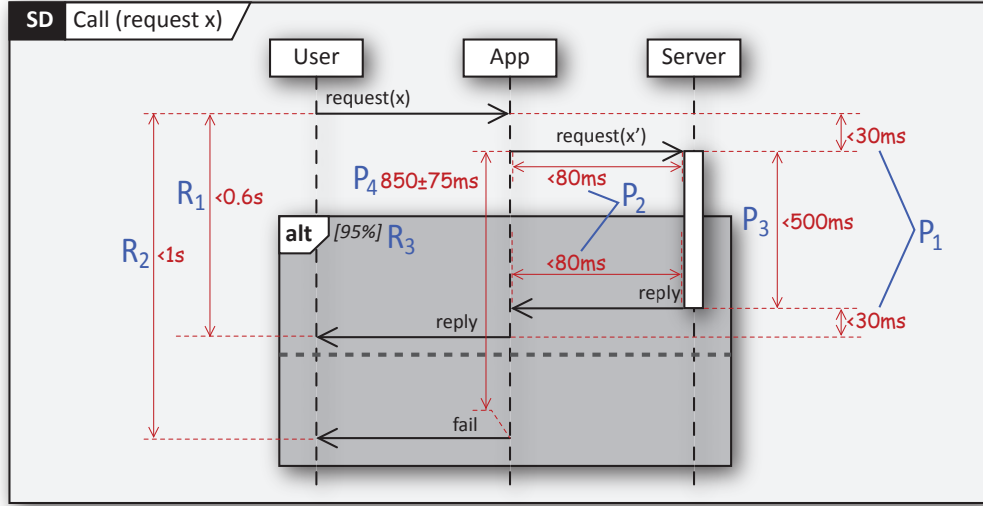 SD Call (request x)
User App Server
request(x)
<30ms
request(x’)
P4 850±75ms
<80ms
R1 <0.6s
P2
P3 <500ms
P1
alt [95%] R3
R2 <1s
<80ms
reply
reply
<30ms
fail